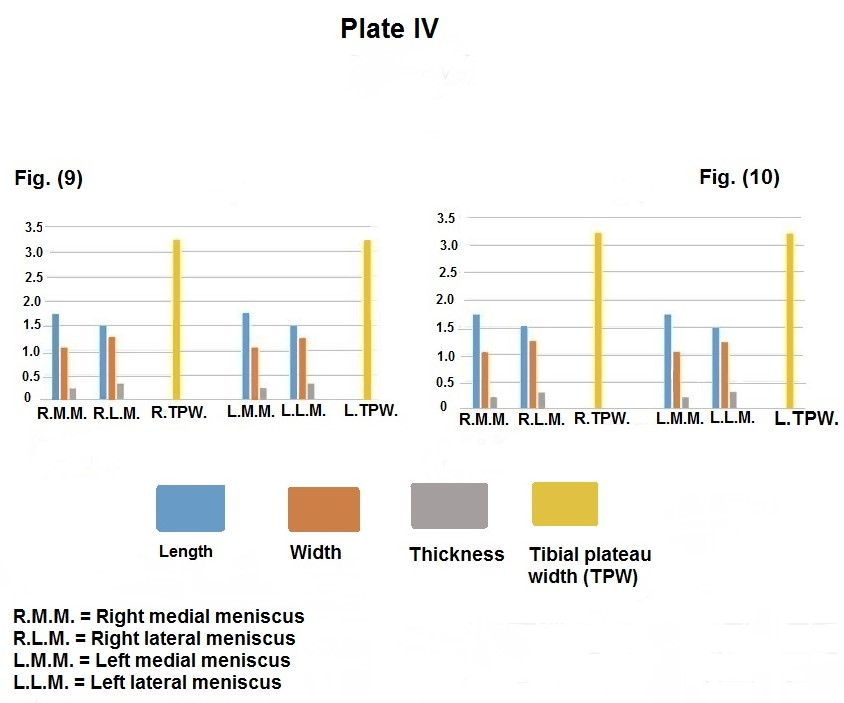 Plate IV
Fig. (9)
3.5
3.0
2.5
2.0
1.5
1.0
0.5
0
R.M.M. R.L.M. R.TPW. L.M.M. L.L.M. L.TPW.
Fig. (10)
3.5
3.0
2.5
2.0
1.5
1.0
0.5
0
R.M.M. R.L.M. R.TPW. L.M.M. L.L.M. L.TPW.
Length
Width
Thickness
Tibial plateau
width (TPW)
R.M.M. = Right medial meniscus
R.L.M. = Right lateral meniscus
L.M.M. = Left medial meniscus
L.L.M. = Left lateral meniscus